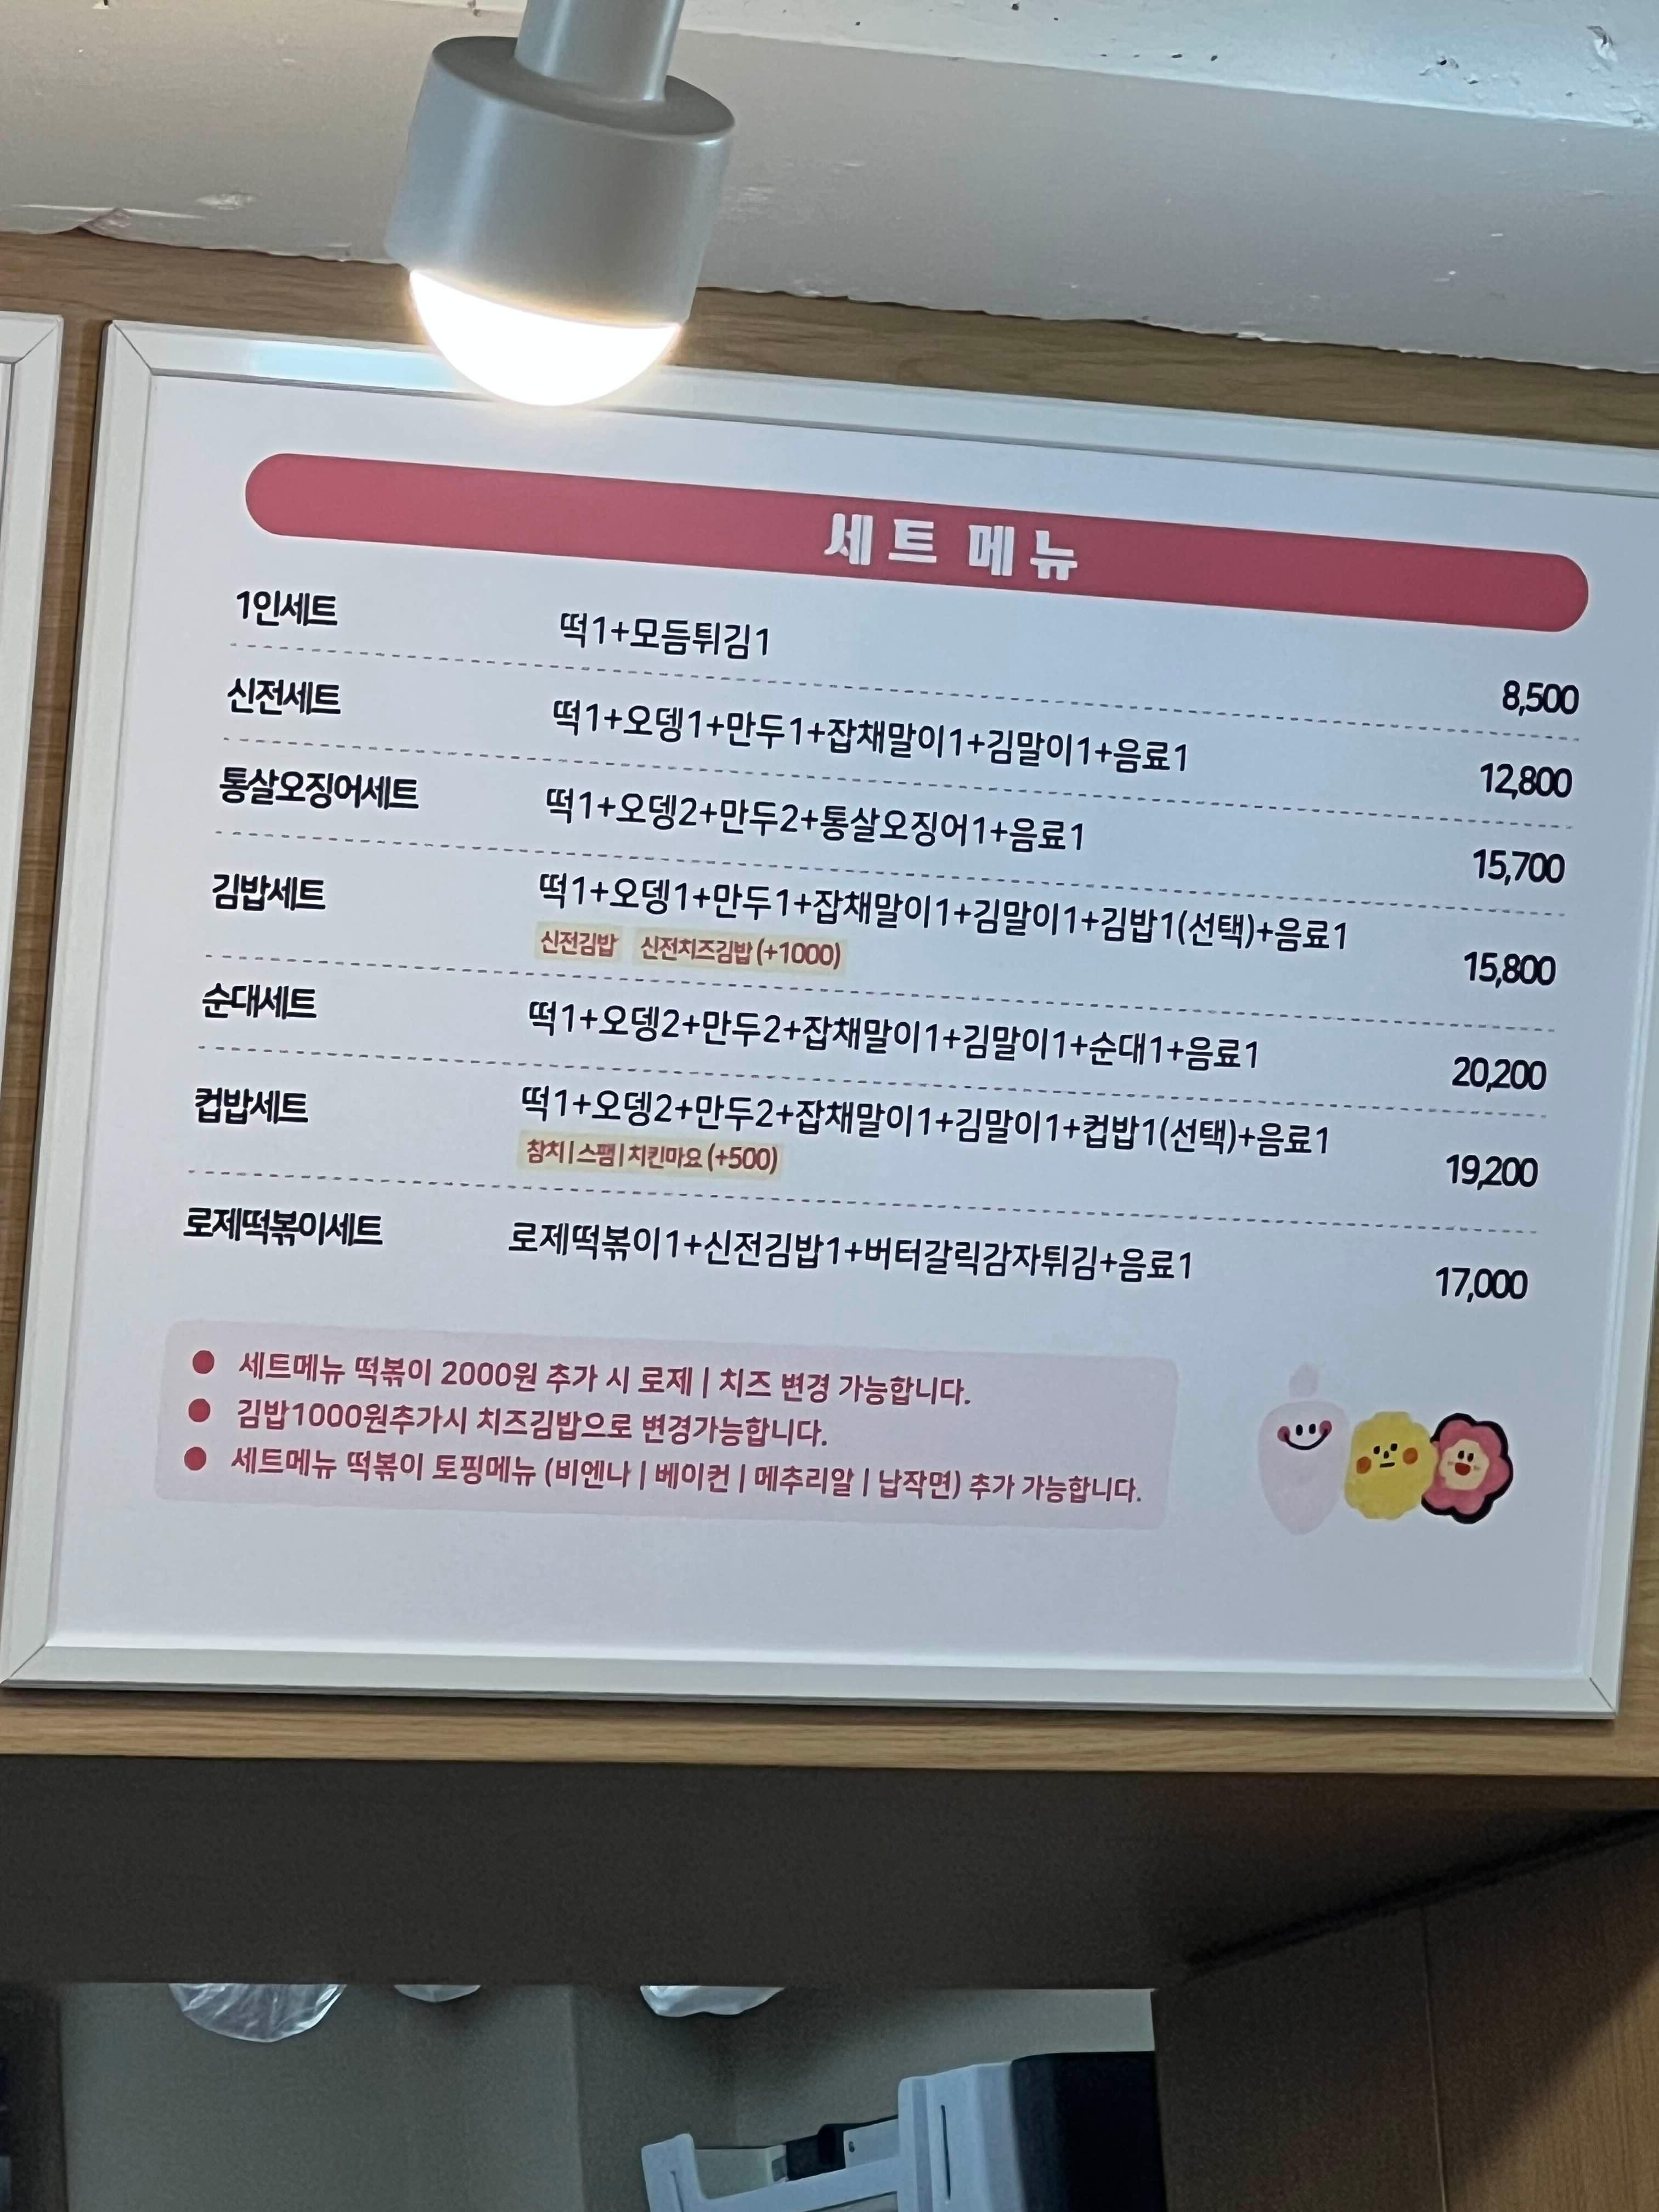 세트 메뉴
1인세트 떡1+모듬튀김1 8,500
신전세트 떡1+오뎅1+만두1+잡채말이1+김말이1+음료1 12,800
통살오징어세트 떡1+오뎅2+만두2+통살오징어1+음료1 15,700
김밥세트 떡1+오뎅1+만두1+잡채말이1+김말이1+김밥1(선택)+음료1 15,800
신전김밥 신전치즈김밥 (+1000)
순대세트 떡1+오뎅2+만두2+잡채말이1+김말이1+순대1+음료1 20,200
컵밥세트 떡1+오뎅2+만두2+잡채말이1+김말이1+컵밥1(선택)+음료1 19,200
참치 | 스팸 | 치킨마요 (+500)
로제떡볶이세트 로제떡볶이1+신전김밥1+버터갈릭감자튀김+음료1 17,000
● 세트메뉴 떡볶이 2000원 추가 시 로제 | 치즈 변경 가능합니다.
● 김밥1000원추가시 치즈김밥으로 변경가능합니다.
● 세트메뉴 떡볶이 토핑메뉴 (비엔나 | 베이컨 | 메추리알 | 납작면) 추가 가능합니다.